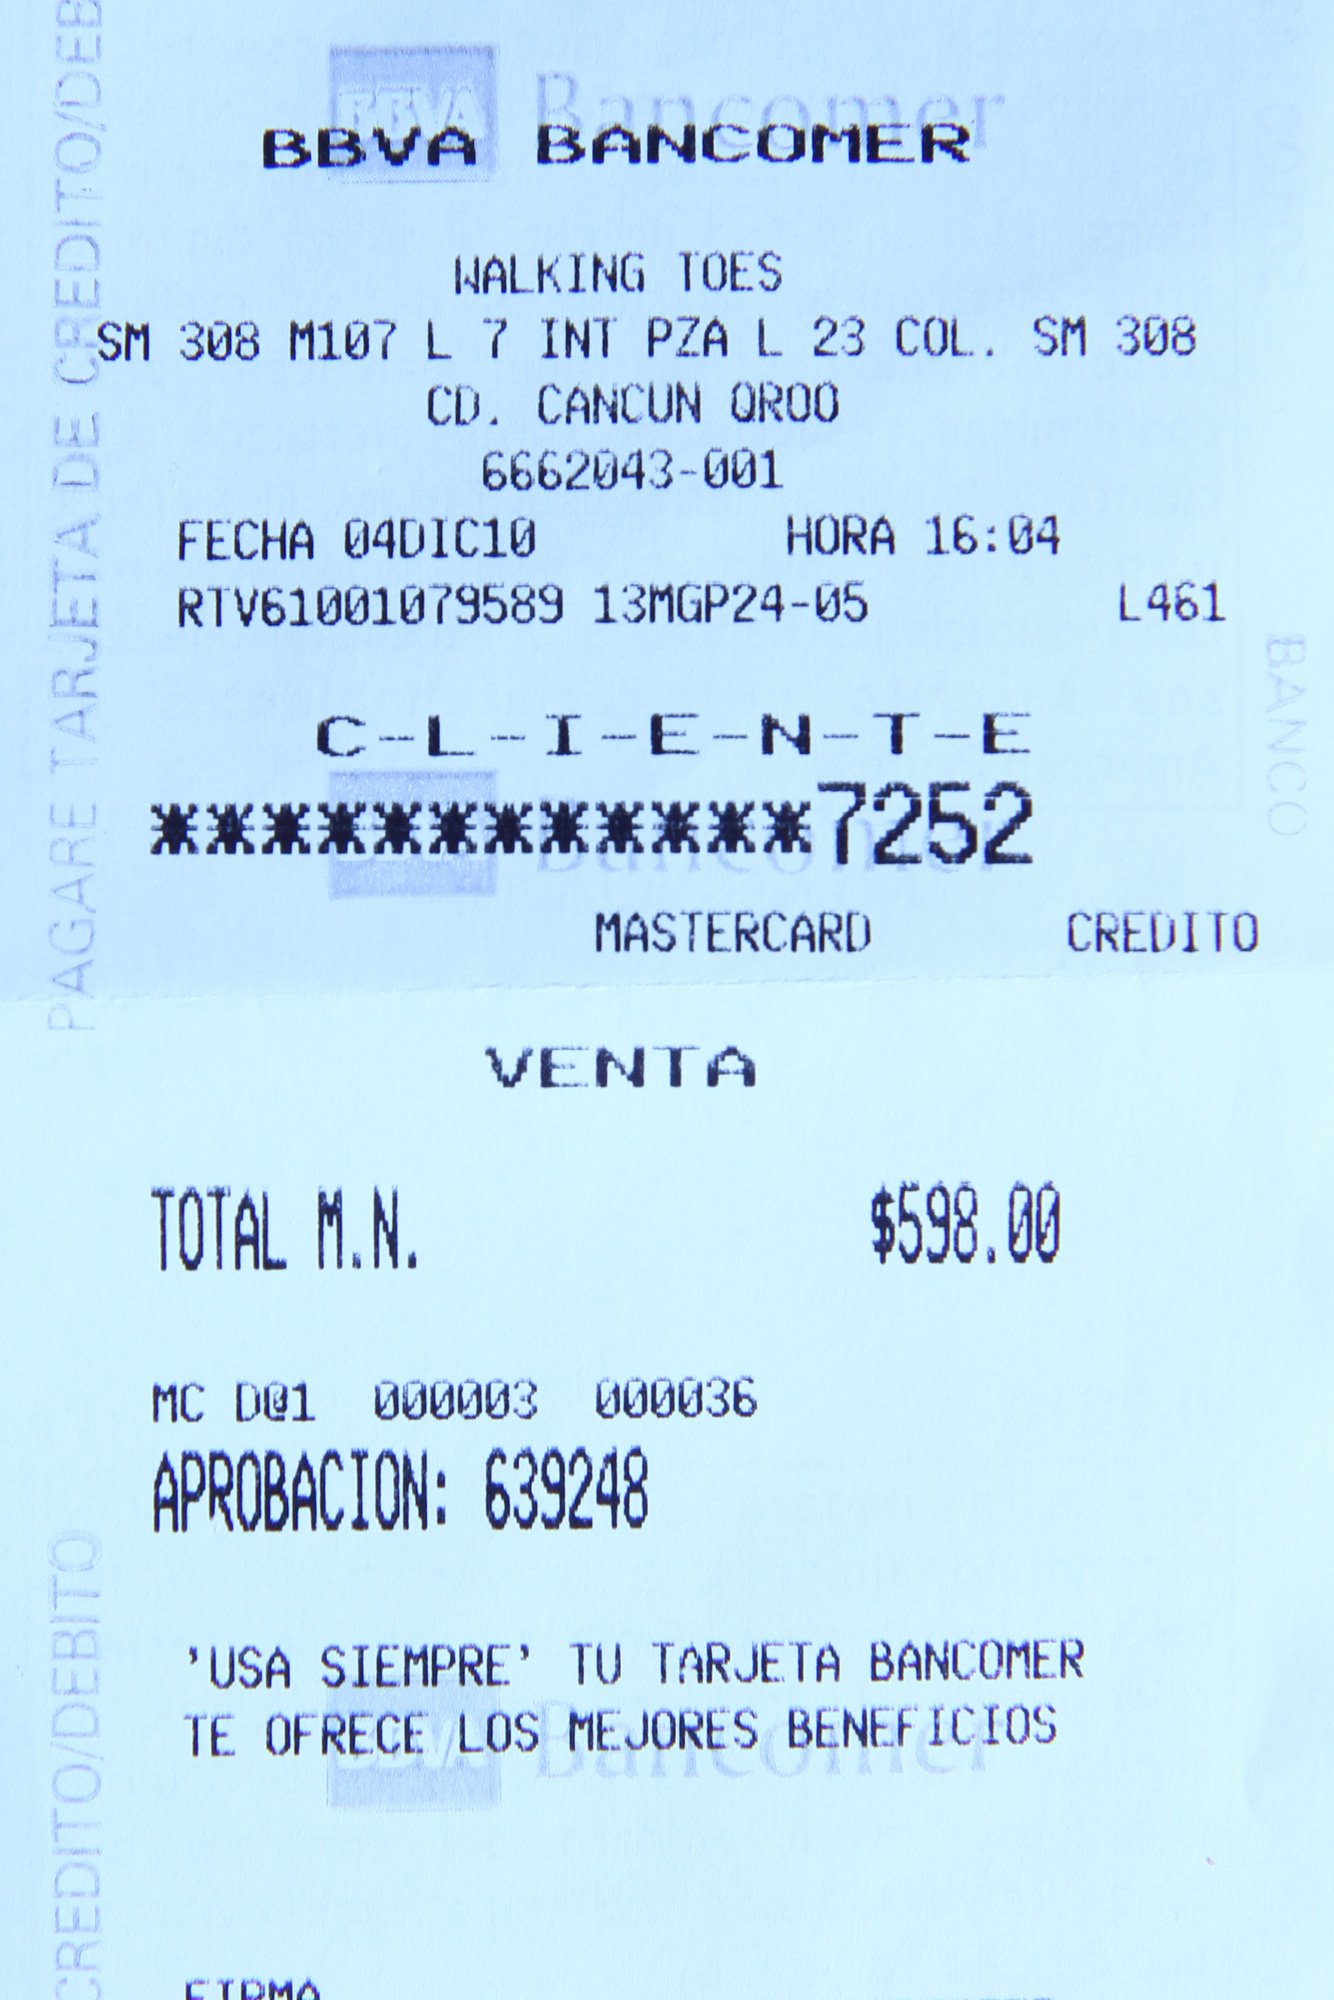 BBVA Bancomer
BBVA BANCOMER
WALKING TOES
SM 308 M107 L 7 INT PZA L 23 COL. SM 308
CD. CANCUN QROO
6662043-001
FECHA 04DIC10 HORA 16:04
RTV61001079589 13MGP24-05 L461
C-L-I-E-N-T-E
************7252
Bancomer
MASTERCARD CREDITO
VENTA
TOTAL M.N. $598.00
MC D@1 000003 000036
APROBACION: 639248
'USA SIEMPRE' TU TARJETA BANCOMER
TE OFRECE LOS MEJORES BENEFICIOS
BBVA Bancomer
FIRMA
PAGARE TARJETA DE CREDITO/DEB
CREDITO/DEBITO
BANCO